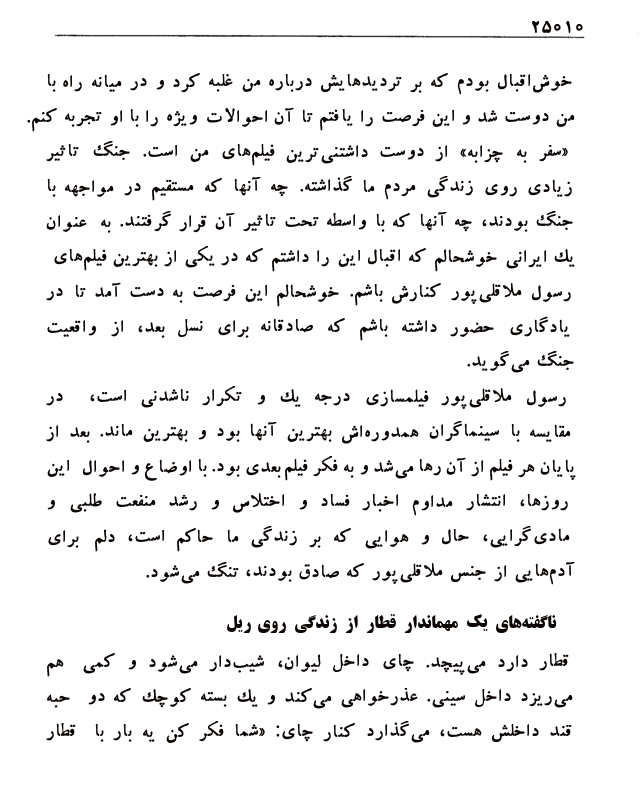 ۲۵۰۱۰
خوش‌اقبال بودم که بر تردیدهایش درباره من غلبه کرد و در میانه راه با
من دوست شد و این فرصت را یافتم تا آن احوالات ویژه را با او تجربه کنم.
«سفر به چزابه» از دوست داشتنی‌ترین فیلم‌های من است. جنگ تاثیر
زیادی روی زندگی مردم ما گذاشته. چه آنها که مستقیم در مواجهه با
جنگ بودند، چه آنها که با واسطه تحت تاثیر آن قرار گرفتند. به عنوان
یك ایرانی خوشحالم که اقبال این را داشتم که در یکی از بهترین فیلم‌های
رسول ملاقلی‌پور کنارش باشم. خوشحالم این فرصت به دست آمد تا در
یادگاری حضور داشته باشم که صادقانه برای نسل بعد، از واقعیت
جنگ می‌گوید.
رسول ملاقلی‌پور فیلمسازی درجه یك و تکرار ناشدنی است، در
مقایسه با سینماگران همدوره‌اش بهترین آنها بود و بهترین ماند. بعد از
پایان هر فیلم از آن رها می‌شد و به فکر فیلم بعدی بود. با اوضاع و احوال این
روزها، انتشار مداوم اخبار فساد و اختلاس و رشد منفعت طلبی و
مادی‌گرایی، حال و هوایی که بر زندگی ما حاکم است، دلم برای
آدم‌هایی از جنس ملاقلی‌پور که صادق بودند، تنگ می‌شود.
ناگفته‌های یک مهماندار قطار از زندگی روی ریل
قطار دارد می‌پیچد. چای داخل لیوان، شیب‌دار می‌شود و کمی هم
می‌ریزد داخل سینی. عذرخواهی می‌کند و یك بسته کوچك که دو حبه
قند داخلش هست، می‌گذارد کنار چای: «شما فکر کن یه بار با قطار